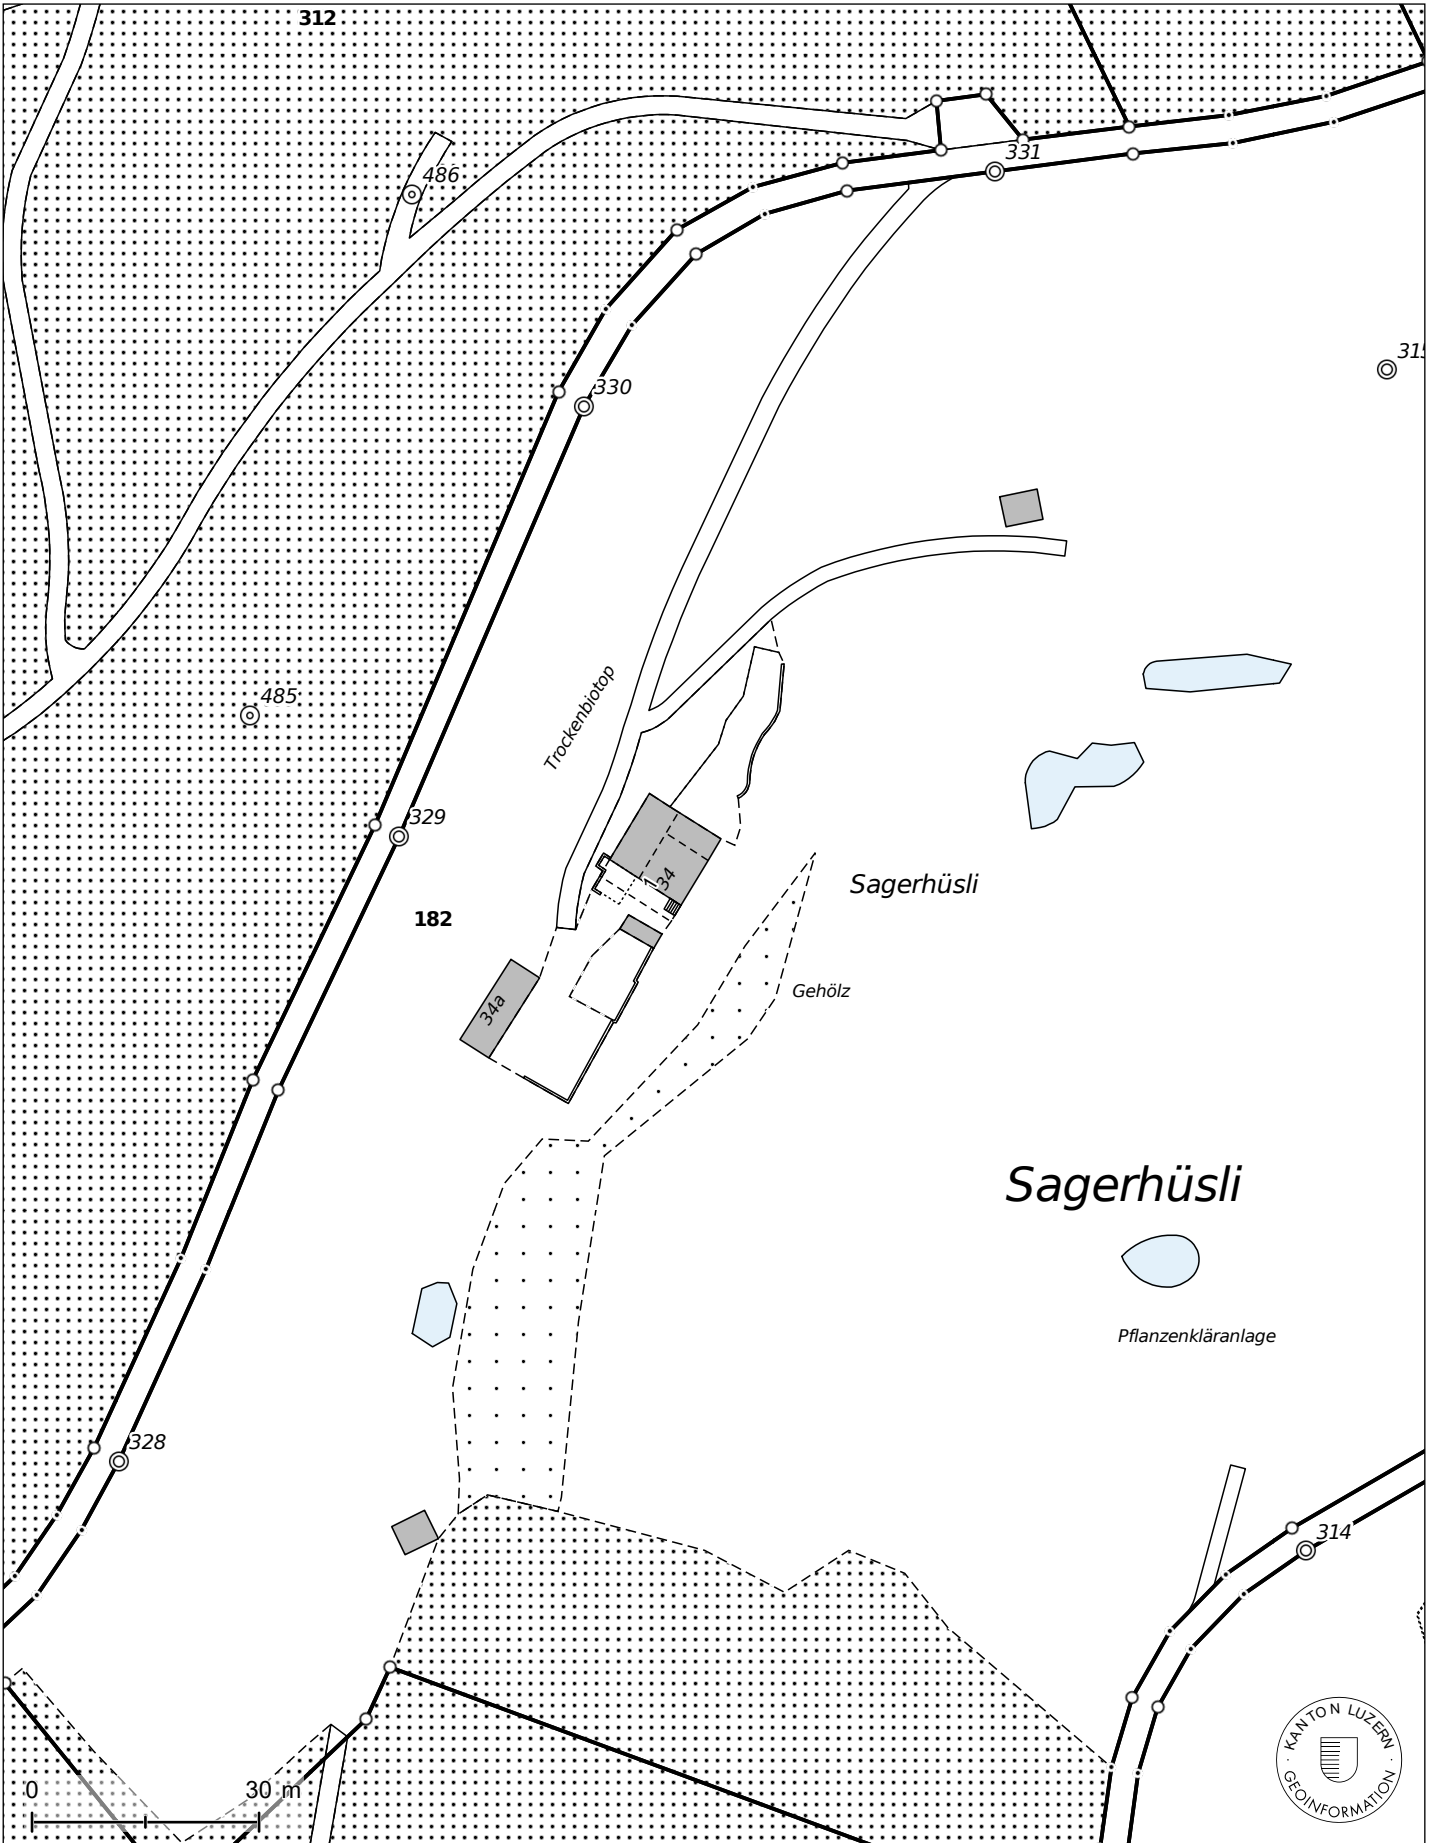 312
331
486
315
330
485
Trockenbiotop
329
34
Sagerhüsli
182
Gehölz
34a
Sagerhüsli
Pflanzenkläranlage
328
314
0 30 m
KANTON LUZERN · GEOINFORMATION ·